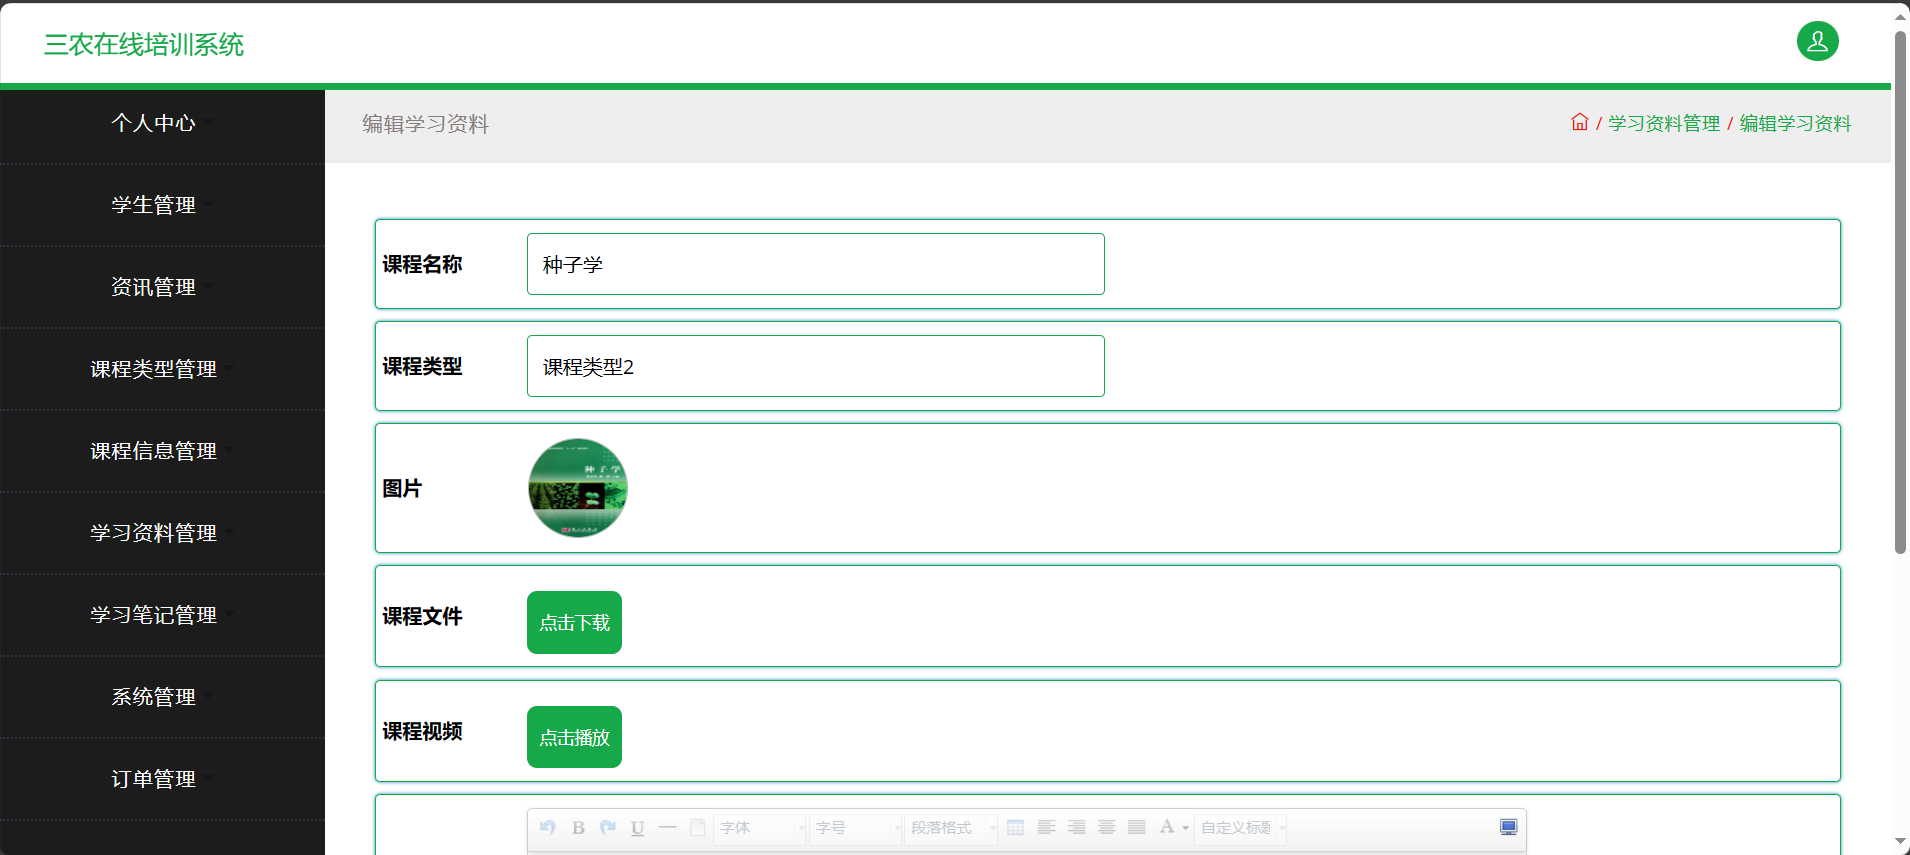 三农在线培训系统
个人中心
学生管理
资讯管理
课程类型管理
课程信息管理
学习资料管理
学习笔记管理
系统管理
订单管理
编辑学习资料
/ 学习资料管理 / 编辑学习资料
课程名称
种子学
课程类型
课程类型2
图片
种子学
课程文件
点击下载
课程视频
点击播放
B U 字体 字号 段落格式 A 自定义标题